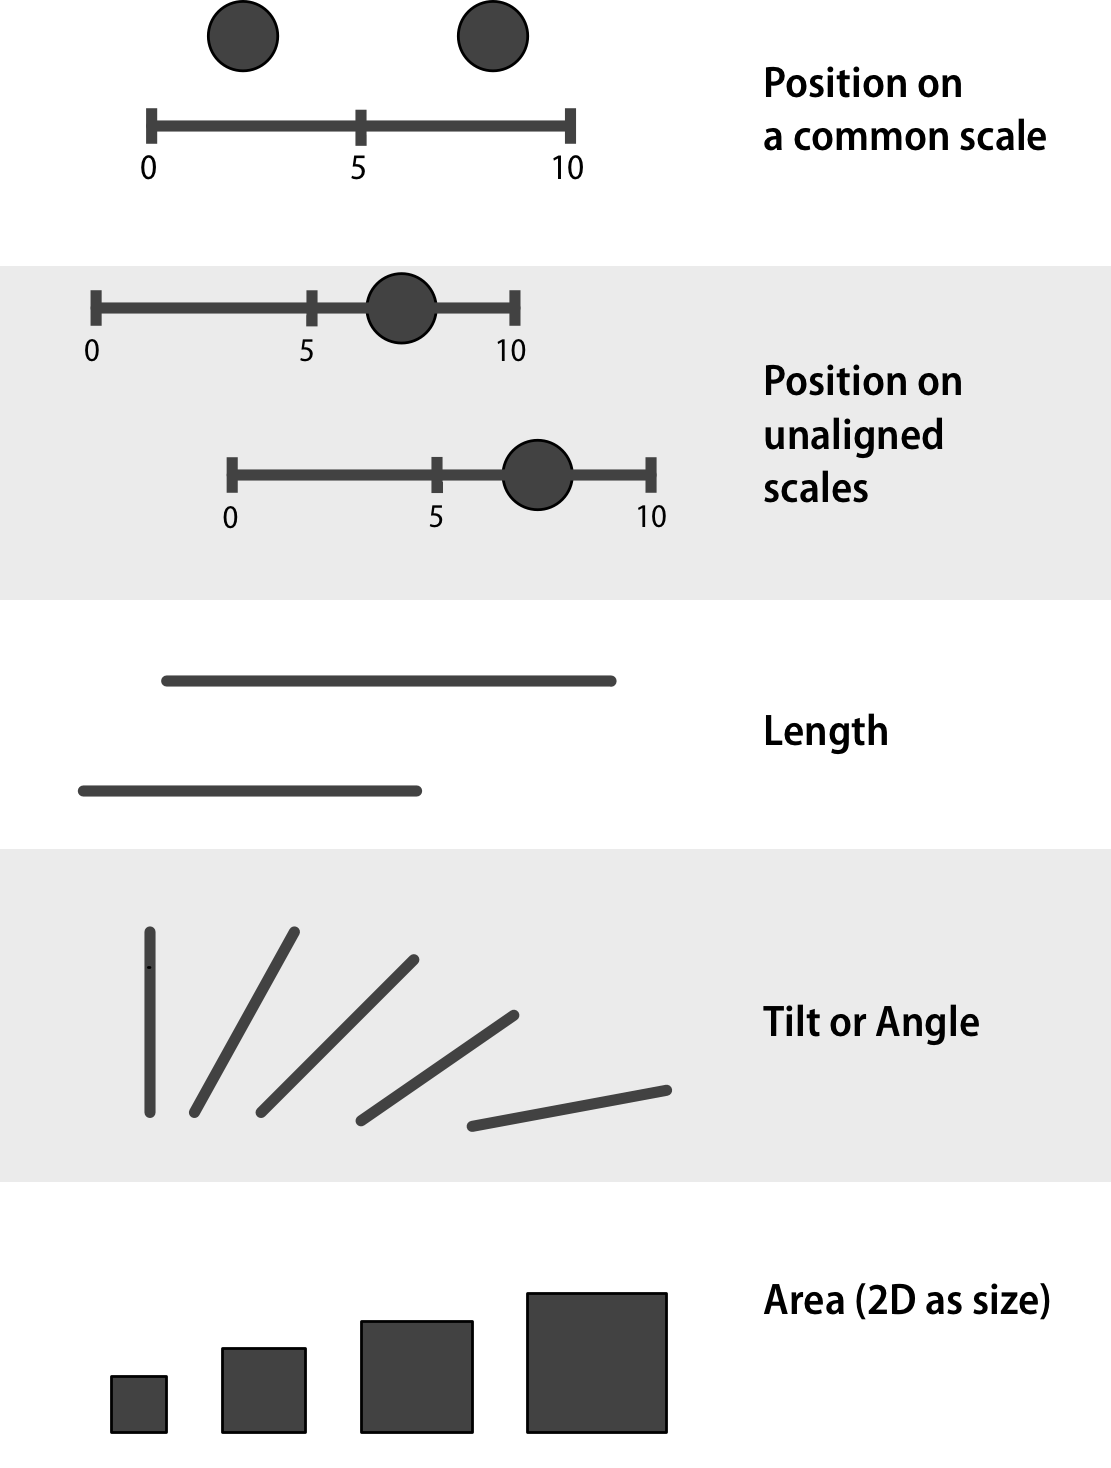 Position on
a common scale
0 5 10
0 5 10
Position on
unaligned
scales
0 5 10
Length
Tilt or Angle
Area (2D as size)